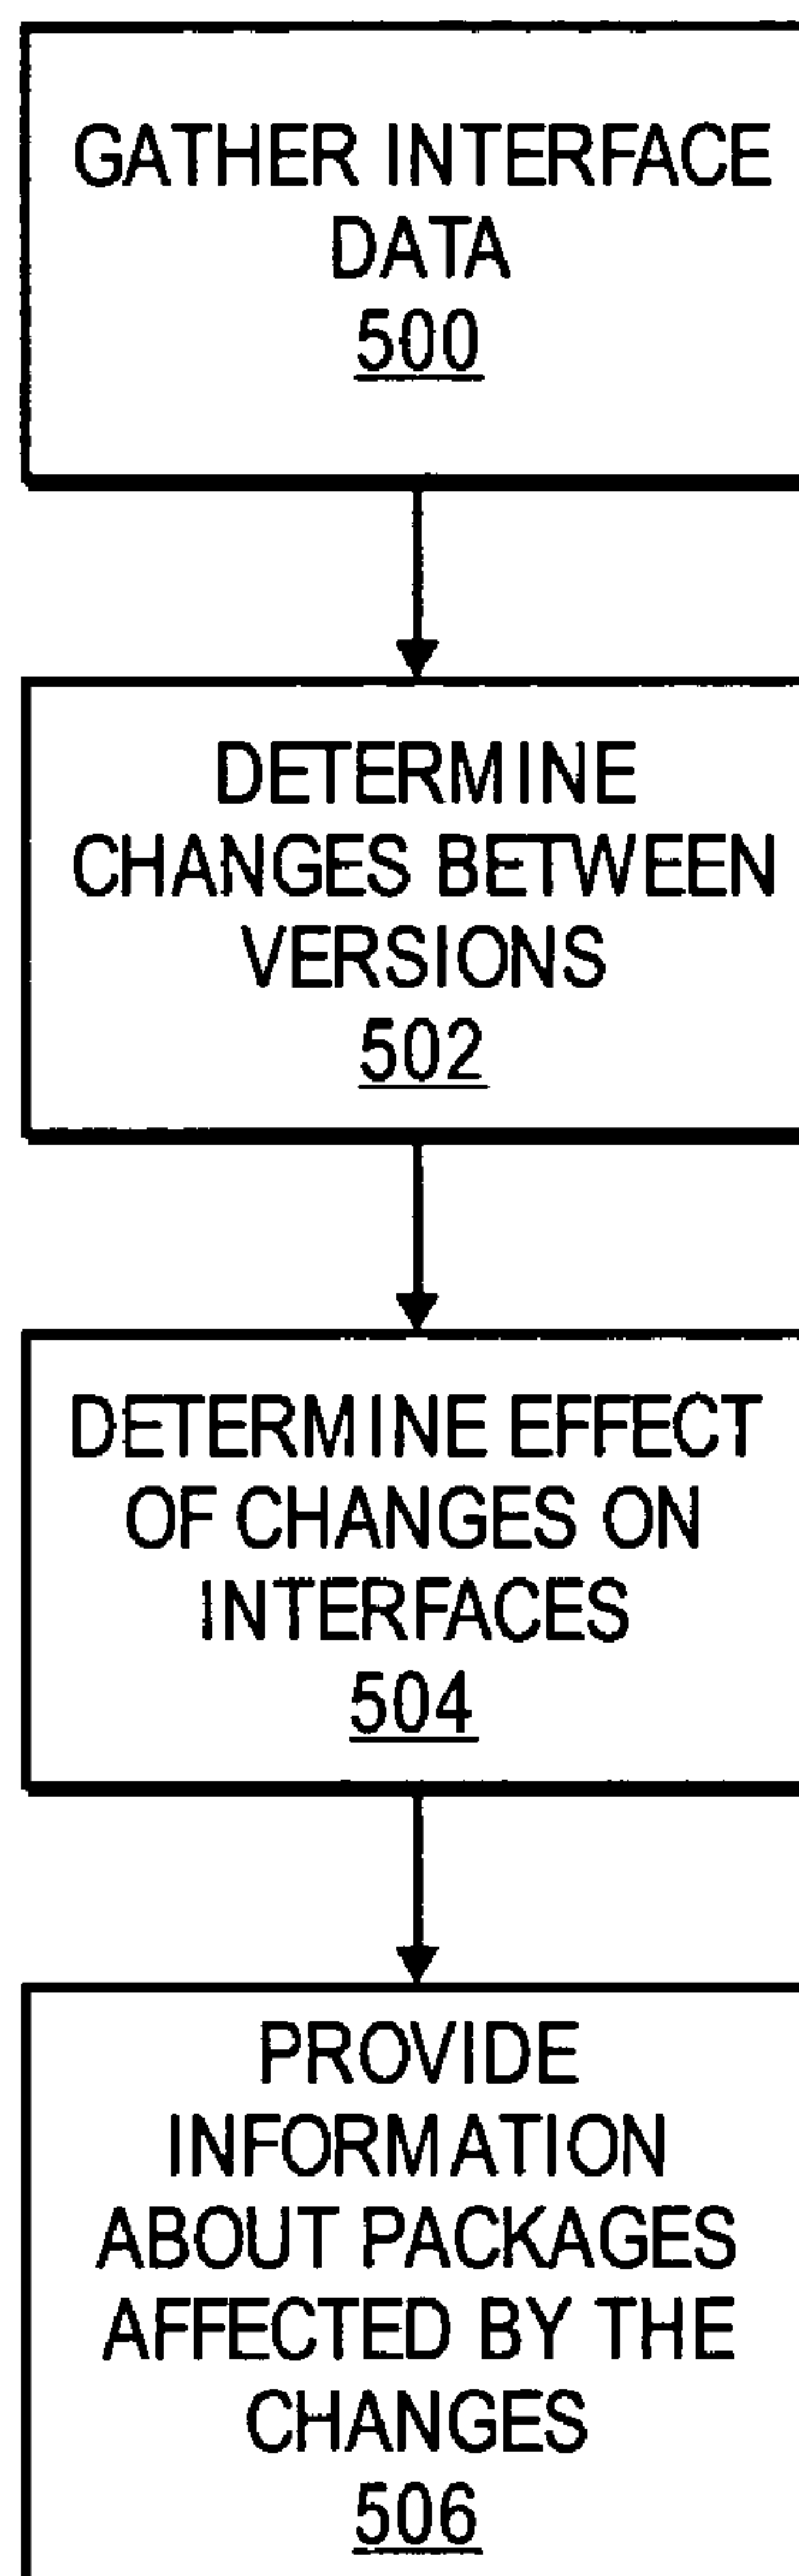 GATHER INTERFACE
DATA
500
DETERMINE
CHANGES BETWEEN
VERSIONS
502
DETERMINE EFFECT
OF CHANGES ON
INTERFACES
504
PROVIDE
INFORMATION
ABOUT PACKAGES
AFFECTED BY THE
CHANGES
506